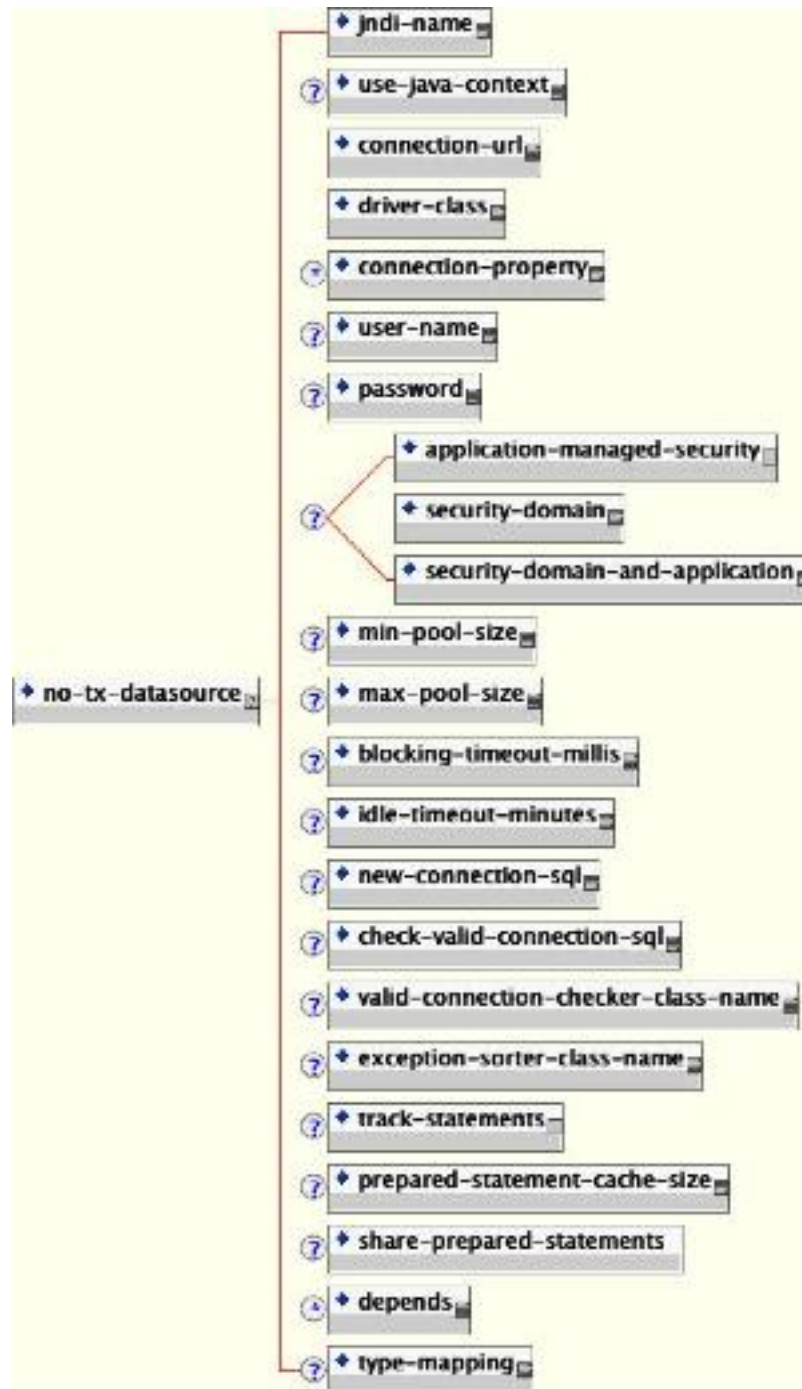 jndi-name
? use-java-context
connection-url
driver-class
* connection-property
? user-name
? password
application-managed-security
? security-domain
security-domain-and-application
? min-pool-size
no-tx-datasource
? max-pool-size
? blocking-timeout-millis
? idle-timeout-minutes
? new-connection-sql
? check-valid-connection-sql
? valid-connection-checker-class-name
? exception-sorter-class-name
? track-statements
? prepared-statement-cache-size
? share-prepared-statements
* depends
? type-mapping